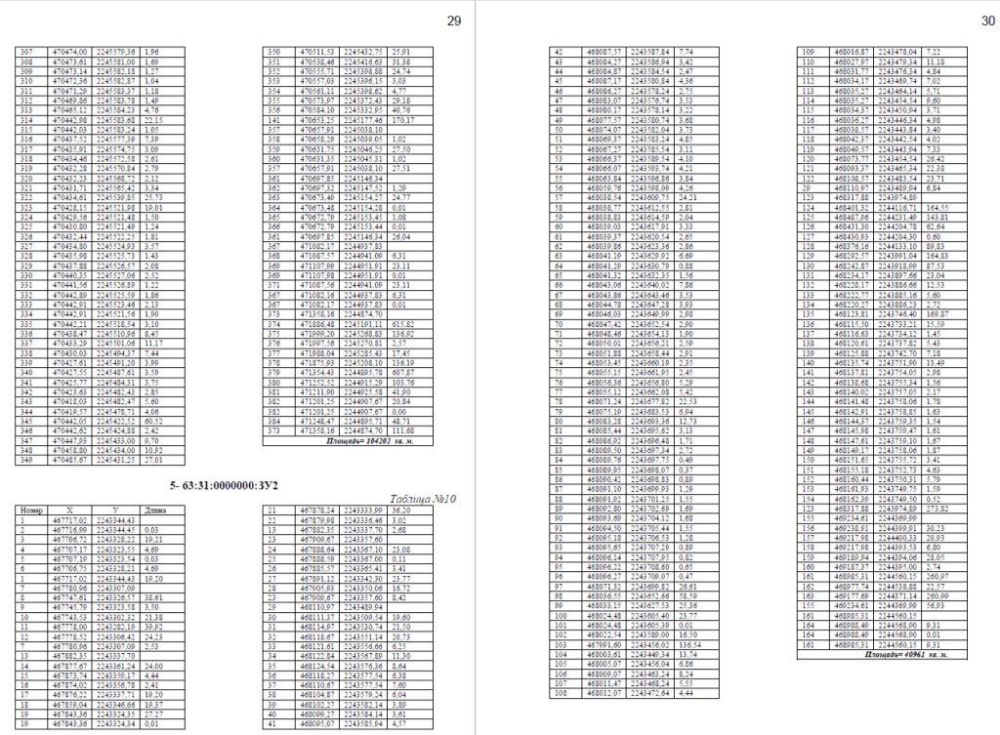 29
307 470474,00 2245579,36 1,96
308 470473,61 2245581,00 1,69
309 470473,14 2245582,18 1,27
310 470472,36 2245582,87 1,04
311 470471,29 2245583,37 1,18
312 470469,86 2245583,78 1,49
313 470465,12 2245584,23 4,76
314 470442,98 2245583,68 22,15
315 470442,03 2245583,24 1,05
316 470437,52 2245577,39 7,39
317 470435,91 2245574,75 3,09
318 470434,46 2245572,58 2,61
319 470432,28 2245570,84 2,79
320 470432,23 2245568,72 2,12
321 470431,71 2245565,42 3,34
322 470434,61 2245539,85 25,73
323 470428,15 2245521,98 19,01
324 470429,56 2245521,48 1,50
325 470430,80 2245521,49 1,24
326 470432,44 2245522,25 1,81
327 470434,80 2245524,93 3,57
328 470435,98 2245525,73 1,43
329 470437,88 2245526,57 2,08
330 470440,35 2245527,06 2,52
331 470441,56 2245526,89 1,22
332 470442,89 2245525,59 1,86
333 470442,91 2245523,46 2,13
334 470442,91 2245521,56 1,90
335 470442,21 2245518,54 3,10
336 470438,47 2245510,96 8,45
337 470433,29 2245501,06 11,17
338 470430,03 2245494,37 7,44
339 470427,61 2245491,20 3,99
340 470427,55 2245487,61 3,59
341 470425,77 2245484,31 3,75
342 470423,63 2245482,43 2,85
343 470418,03 2245482,47 5,60
344 470419,57 2245478,71 4,06
345 470442,05 2245422,52 60,52
346 470442,62 2245424,88 2,42
347 470447,93 2245433,00 9,70
348 470458,80 2245434,00 10,92
349 470485,67 2245431,25 27,01
350 470511,53 2245432,75 25,91
351 470538,46 2245416,63 31,38
352 470555,71 2245398,88 24,74
353 470557,03 2245396,15 3,03
354 470561,11 2245398,62 4,77
355 470573,97 2245372,43 29,18
356 470584,10 2245332,95 40,76
141 470653,25 2245177,46 170,17
357 470657,91 2245038,10
358 470658,29 2245039,05 1,02
359 470631,75 2245046,25 27,50
360 470631,35 2245045,31 1,02
357 470657,91 2245038,10 27,51
361 470697,85 2245146,34
362 470697,32 2245147,52 1,29
363 470673,49 2245154,27 24,77
364 470673,48 2245154,28 0,01
365 470672,79 2245153,45 1,08
366 470672,79 2245153,44 0,01
361 470697,85 2245146,34 26,04
367 471082,17 2244937,83
368 471087,57 2244941,09 6,31
369 471107,99 2244951,91 23,11
370 471107,98 2244951,91 0,01
371 471087,56 2244941,09 23,11
372 471082,16 2244937,83 6,31
367 471082,17 2244937,83 0,01
373 471358,16 2244874,70
374 471886,48 2245191,11 615,82
375 471999,20 2245268,83 136,92
376 471997,56 2245270,81 2,57
377 471988,04 2245285,43 17,45
378 471875,93 2245208,10 136,19
379 471354,43 2244895,78 607,87
380 471252,52 2244915,29 103,76
381 471211,90 2244925,58 41,90
382 471201,25 2244907,67 20,84
382 471201,25 2244907,67 0,00
384 471248,47 2244895,71 48,71
373 471358,16 2244874,70 111,68
Площадь= 104202 кв. м.
5- 63:31:0000000:ЗУ2
Таблица №10
Номер X У Длина
1 467717,02 2243344,43
2 467716,99 2243344,45 0,03
3 467706,72 2243328,22 19,21
4 467707,17 2243323,55 4,69
5 467707,19 2243323,54 0,03
6 467706,75 2243328,21 4,69
1 467717,02 2243344,43 19,20
7 467780,96 2243307,09
8 467747,61 2243326,57 38,61
9 467745,79 2243323,58 3,50
10 467743,53 2243302,32 21,38
11 467778,00 2243282,19 39,92
12 467778,52 2243306,42 24,23
7 467780,96 2243307,09 2,53
13 467882,35 2243337,70
14 467877,67 2243361,24 24,00
15 467873,74 2243359,17 4,44
16 467874,02 2243356,78 2,41
17 467876,22 2243337,71 19,20
18 467859,04 2243346,66 19,37
19 467843,36 2243324,35 27,27
19 467843,36 2243324,34 0,01
21 467878,24 2243333,99 36,20
22 467879,98 2243336,46 3,02
13 467882,35 2243337,70 2,68
23 467909,67 2243357,60
24 467888,64 2243367,10 23,08
25 467888,59 2243367,00 0,11
26 467885,57 2243365,41 3,41
27 467891,12 2243342,30 23,77
28 467905,93 2243350,06 16,72
23 467909,67 2243357,60 8,42
29 468110,97 2243489,94
30 468111,37 2243509,54 19,60
31 468114,97 2243530,74 21,50
32 468118,67 2243551,14 20,73
33 468121,61 2243556,66 6,25
34 468122,84 2243567,89 11,30
35 468124,54 2243576,36 8,64
36 468118,27 2243577,54 6,38
37 468110,67 2243577,54 7,60
38 468104,87 2243579,24 6,04
39 468102,27 2243582,14 3,89
40 468099,27 2243584,14 3,61
41 468095,07 2243585,94 4,57
30
42 468087,57 2243587,84 7,74
43 468084,27 2243586,94 3,42
44 468084,87 2243584,54 2,47
45 468087,17 2243580,84 4,36
46 468086,27 2243578,24 2,75
47 468083,07 2243576,74 3,53
48 468080,17 2243578,14 3,22
49 468077,57 2243580,74 3,68
50 468074,07 2243582,04 3,73
51 468069,37 2243583,24 4,85
52 468067,27 2243585,54 3,11
53 468066,37 2243589,54 4,10
54 468066,07 2243593,74 4,21
55 468063,84 2243596,86 3,84
56 468059,76 2243598,09 4,26
57 468038,54 2243609,75 24,21
58 468038,77 2243612,55 2,81
59 468038,83 2243614,59 2,04
60 468039,03 2243617,91 3,33
61 468039,37 2243620,54 2,65
62 468039,86 2243623,36 2,86
63 468041,19 2243629,92 6,69
64 468041,29 2243630,79 0,88
65 468041,32 2243632,35 1,56
66 468043,06 2243640,02 7,86
67 468043,86 2243643,46 3,53
68 468044,78 2243647,28 3,93
69 468046,03 2243649,99 2,98
70 468047,42 2243652,54 2,90
71 468048,46 2243654,13 1,90
72 468050,01 2243656,21 2,59
73 468051,88 2243658,44 2,91
74 468053,45 2243660,19 2,35
75 468055,15 2243661,95 2,45
76 468056,36 2243656,80 5,29
77 468055,12 2243662,08 5,42
78 468071,24 2243677,82 22,53
79 468075,19 2243683,53 6,94
80 468083,28 2243693,36 12,73
81 468085,44 2243695,62 3,13
82 468086,92 2243696,48 1,71
83 468089,50 2243697,34 2,72
84 468089,76 2243697,75 0,49
85 468089,95 2243698,07 0,37
86 468090,42 2243698,83 0,89
87 468091,10 2243699,93 1,29
88 468091,92 2243701,25 1,55
89 468092,80 2243702,69 1,69
90 468093,69 2243704,12 1,68
91 468094,50 2243705,44 1,55
92 468095,18 2243706,53 1,28
93 468095,65 2243707,29 0,89
94 468096,14 2243707,95 0,82
95 468096,22 2243708,60 0,65
96 468096,27 2243709,07 0,47
97 468071,32 2243699,82 26,61
98 468036,55 2243652,66 58,59
99 468033,15 2243627,53 25,36
100 468024,48 2243605,40 23,77
101 468024,48 2243605,39 0,01
102 468022,54 2243589,00 16,50
103 467991,60 2243456,02 136,54
104 468003,61 2243449,34 13,74
105 468005,07 2243456,04 6,86
106 468009,07 2243463,24 8,24
107 468011,47 2243468,24 5,55
108 468012,07 2243472,64 4,44
109 468016,87 2243478,04 7,22
110 468027,97 2243479,34 11,18
111 468031,77 2243476,34 4,84
112 468034,17 2243469,74 7,02
113 468035,27 2243464,14 5,71
114 468035,27 2243454,54 9,60
115 468034,37 2243450,94 3,71
116 468036,27 2243446,34 4,98
117 468038,57 2243443,84 3,40
118 468042,37 2243442,54 4,02
119 468049,57 2243443,94 7,33
120 468073,77 2243454,54 26,42
121 468093,37 2243465,34 22,38
122 468108,57 2243483,54 23,71
29 468110,97 2243489,94 6,84
123 468317,88 2243974,89
124 468401,32 2244116,71 164,55
125 468487,96 2244231,49 143,81
126 468431,30 2244204,78 62,64
127 468430,93 2244204,30 0,60
128 468376,16 2244133,10 89,83
129 468292,57 2243991,04 164,83
130 468242,87 2243918,99 87,53
131 468234,17 2243897,66 23,04
132 468228,17 2243886,66 12,53
133 468222,77 2243885,16 5,60
134 468220,27 2243886,23 2,72
135 468123,81 2243746,40 169,87
136 468115,50 2243733,21 15,59
137 468116,63 2243734,12 1,45
138 468120,61 2243737,82 5,43
139 468125,88 2243742,70 7,18
140 468135,74 2243751,90 13,49
141 468137,81 2243754,05 2,98
142 468138,68 2243755,34 1,56
143 468140,02 2243757,05 2,17
144 468141,48 2243758,06 1,78
145 468142,91 2243758,85 1,63
146 468144,37 2243759,35 1,54
147 468145,98 2243759,47 1,61
148 468147,61 2243759,10 1,67
149 468149,17 2243758,06 1,87
150 468151,65 2243755,72 3,41
151 468155,18 2243752,73 4,63
152 468160,44 2243750,31 5,79
153 468161,93 2243749,75 1,59
154 468162,39 2243749,50 0,52
123 468317,88 2243974,89 273,82
155 469234,61 2244369,99
156 469238,91 2244399,91 30,23
157 469217,98 2244400,33 20,93
158 469217,98 2244393,53 6,80
159 469189,94 2244394,06 28,05
160 469187,37 2244395,00 2,74
161 468985,31 2244560,15 260,97
162 468977,74 2244538,88 22,57
163 469177,69 2244371,14 260,99
155 469234,61 2244369,99 56,93
161 468985,31 2244560,15
164 468988,49 2244568,90 9,31
164 468988,49 2244568,90 0,01
161 468985,31 2244560,15 9,31
Площадь= 40961 кв. м.